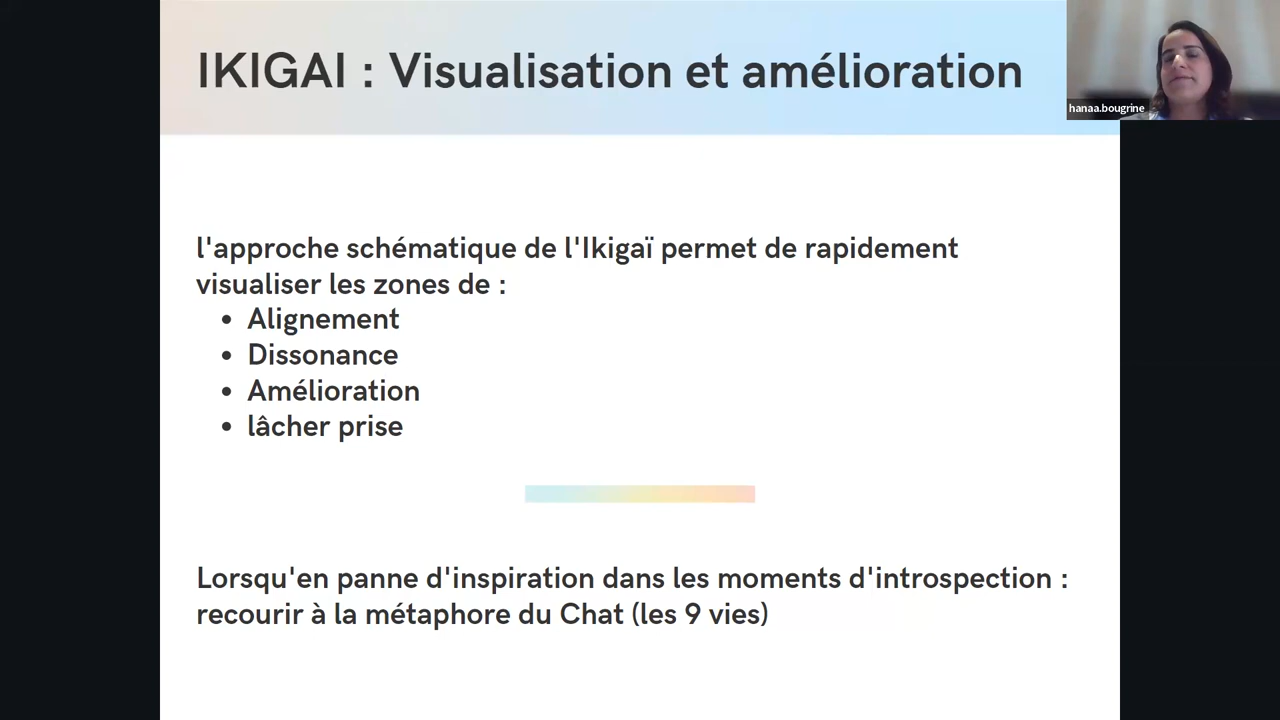 IKIGAI : Visualisation et amélioration
hanaa.bougrine
l'approche schématique de l'Ikigaï permet de rapidement
visualiser les zones de :
• Alignement
• Dissonance
• Amélioration
• lâcher prise
Lorsqu'en panne d'inspiration dans les moments d'introspection :
recourir à la métaphore du Chat (les 9 vies)